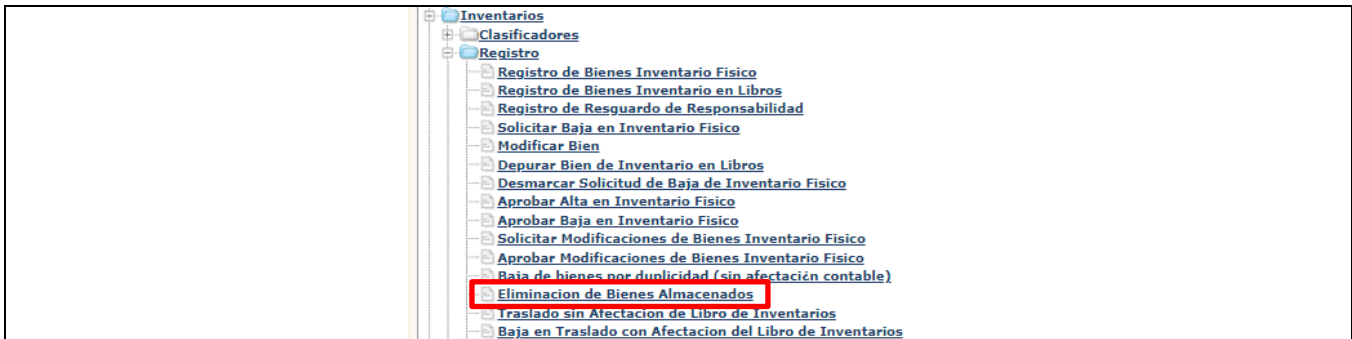 Inventarios
Clasificadores
Registro
Registro de Bienes Inventario Fisico
Registro de Bienes Inventario en Libros
Registro de Resguardo de Responsabilidad
Solicitar Baja en Inventario Fisico
Modificar Bien
Depurar Bien de Inventario en Libros
Desmarcar Solicitud de Baja de Inventario Fisico
Aprobar Alta en Inventario Fisico
Aprobar Baja en Inventario Fisico
Solicitar Modificaciones de Bienes Inventario Fisico
Aprobar Modificaciones de Bienes Inventario Fisico
Baja de bienes por duplicidad (sin afectaci¿n contable)
Eliminacion de Bienes Almacenados
Traslado sin Afectacion de Libro de Inventarios
Baja en Traslado con Afectacion del Libro de Inventarios